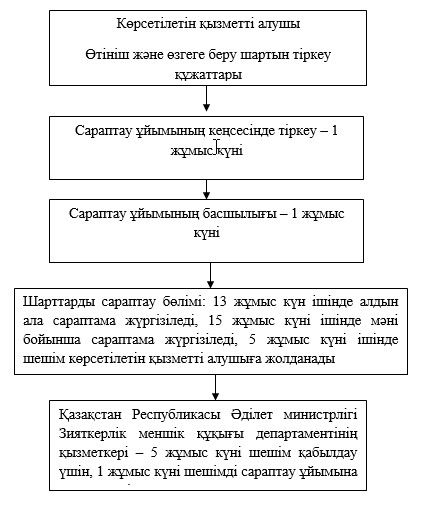 Көрсетілетін қызметті алушы
Өтініш және өзгеге беру шартын тіркеу
құжаттары
Сараптау ұйымының кеңсесінде тіркеу – 1
жұмыс күні
Сараптау ұйымының басшылығы – 1 жұмыс
күні
Шарттарды сараптау бөлімі: 13 жұмыс күн ішінде алдын
ала сараптама жүргізіледі, 15 жұмыс күні ішінде мәні
бойынша сараптама жүргізіледі, 5 жұмыс күні ішінде
шешім көрсетілетін қызметті алушыға жолданады
Қазақстан Республикасы Әділет министрлігі
Зияткерлік меншік құқығы департаментінің
қызметкері – 5 жұмыс күні шешім қабылдау
үшін, 1 жұмыс күні шешімді сараптау ұйымына